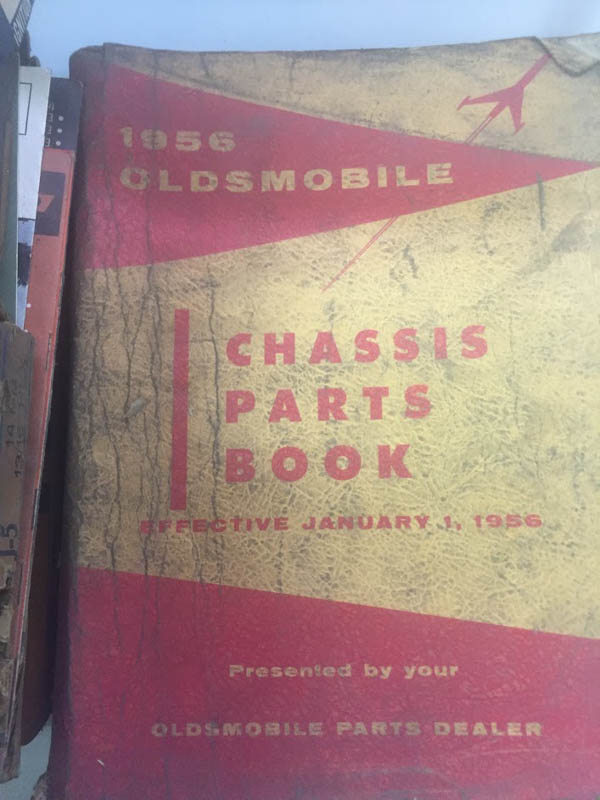 1956
OLDSMOBILE
CHASSIS
PARTS
BOOK
EFFECTIVE JANUARY 1, 1956
Presented by your
OLDSMOBILE PARTS DEALER